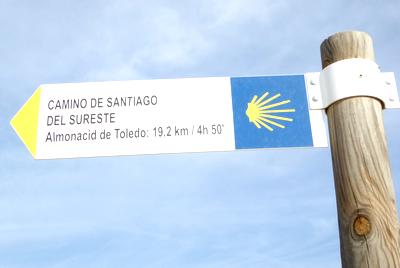 CAMINO DE SANTIAGO
DEL SURESTE
Almonacid de Toledo: 19.2 km / 4h 50'